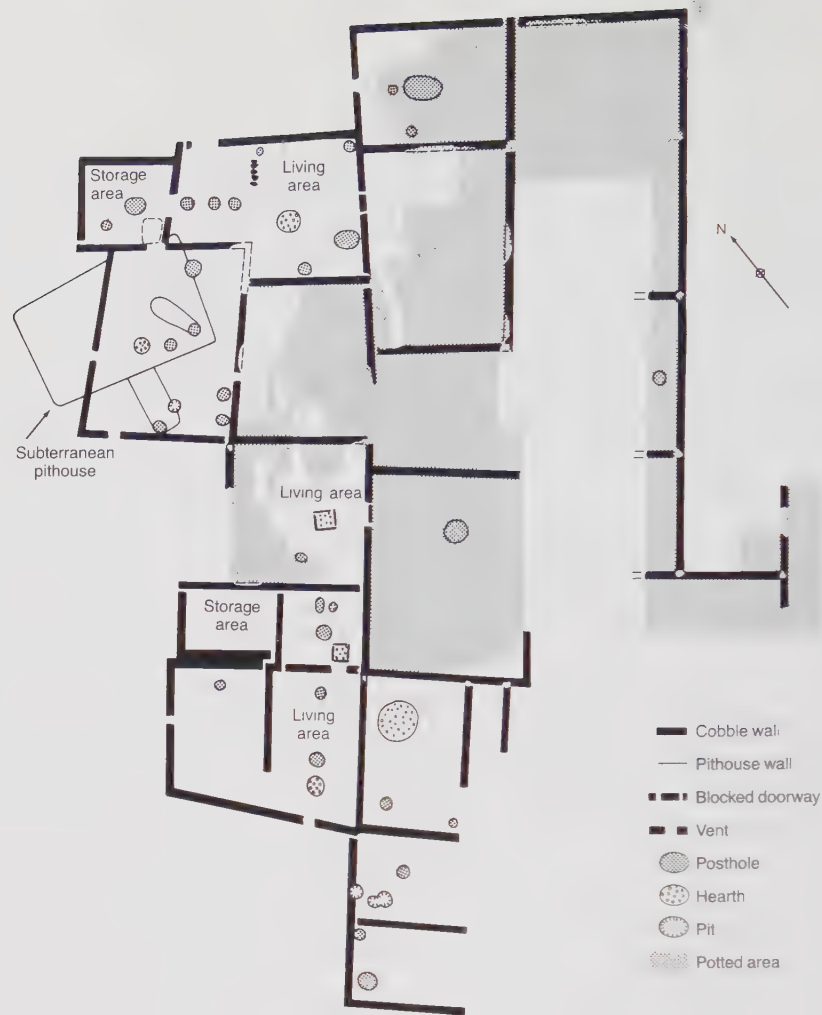 Storage
area
Living
area
N
Subterranean
pithouse
Living area
Storage
area
Living
area
Cobble wall
Pithouse wall
Blocked doorway
Vent
Posthole
Hearth
Pit
Potted area